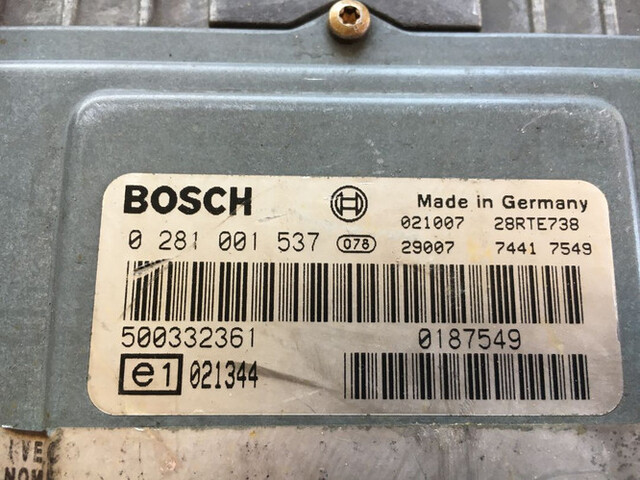 BOSCH Made in Germany
021007 28RTE738
0 281 001 537 078 29007 7441 7549
500332361 0187549
e1 021344